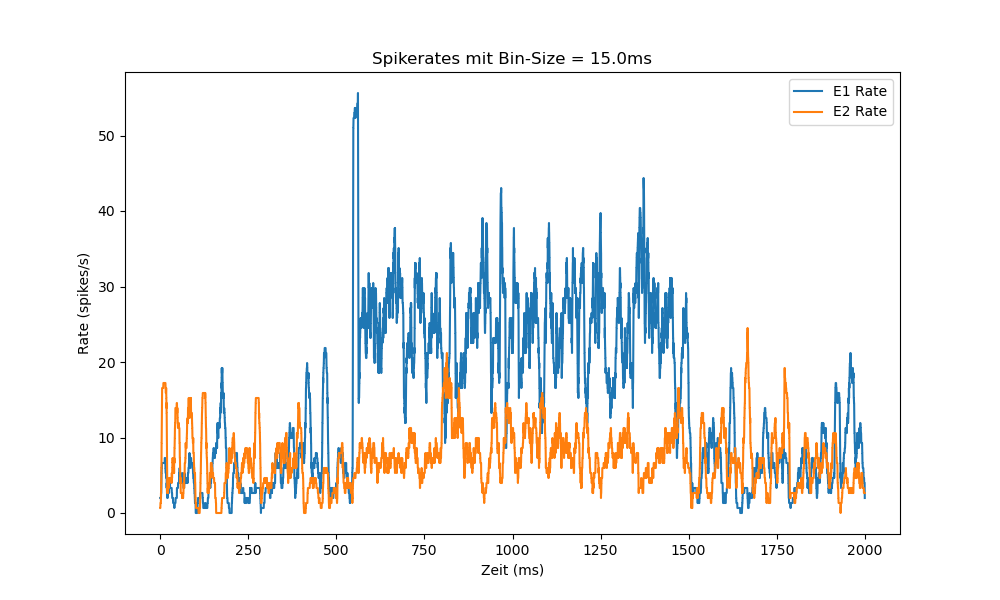 Spikerates mit Bin-Size = 15.0ms
E1 Rate
E2 Rate
50
40
30
20
10
0
Rate (spikes/s)
0 250 500 750 1000 1250 1500 1750 2000
Zeit (ms)